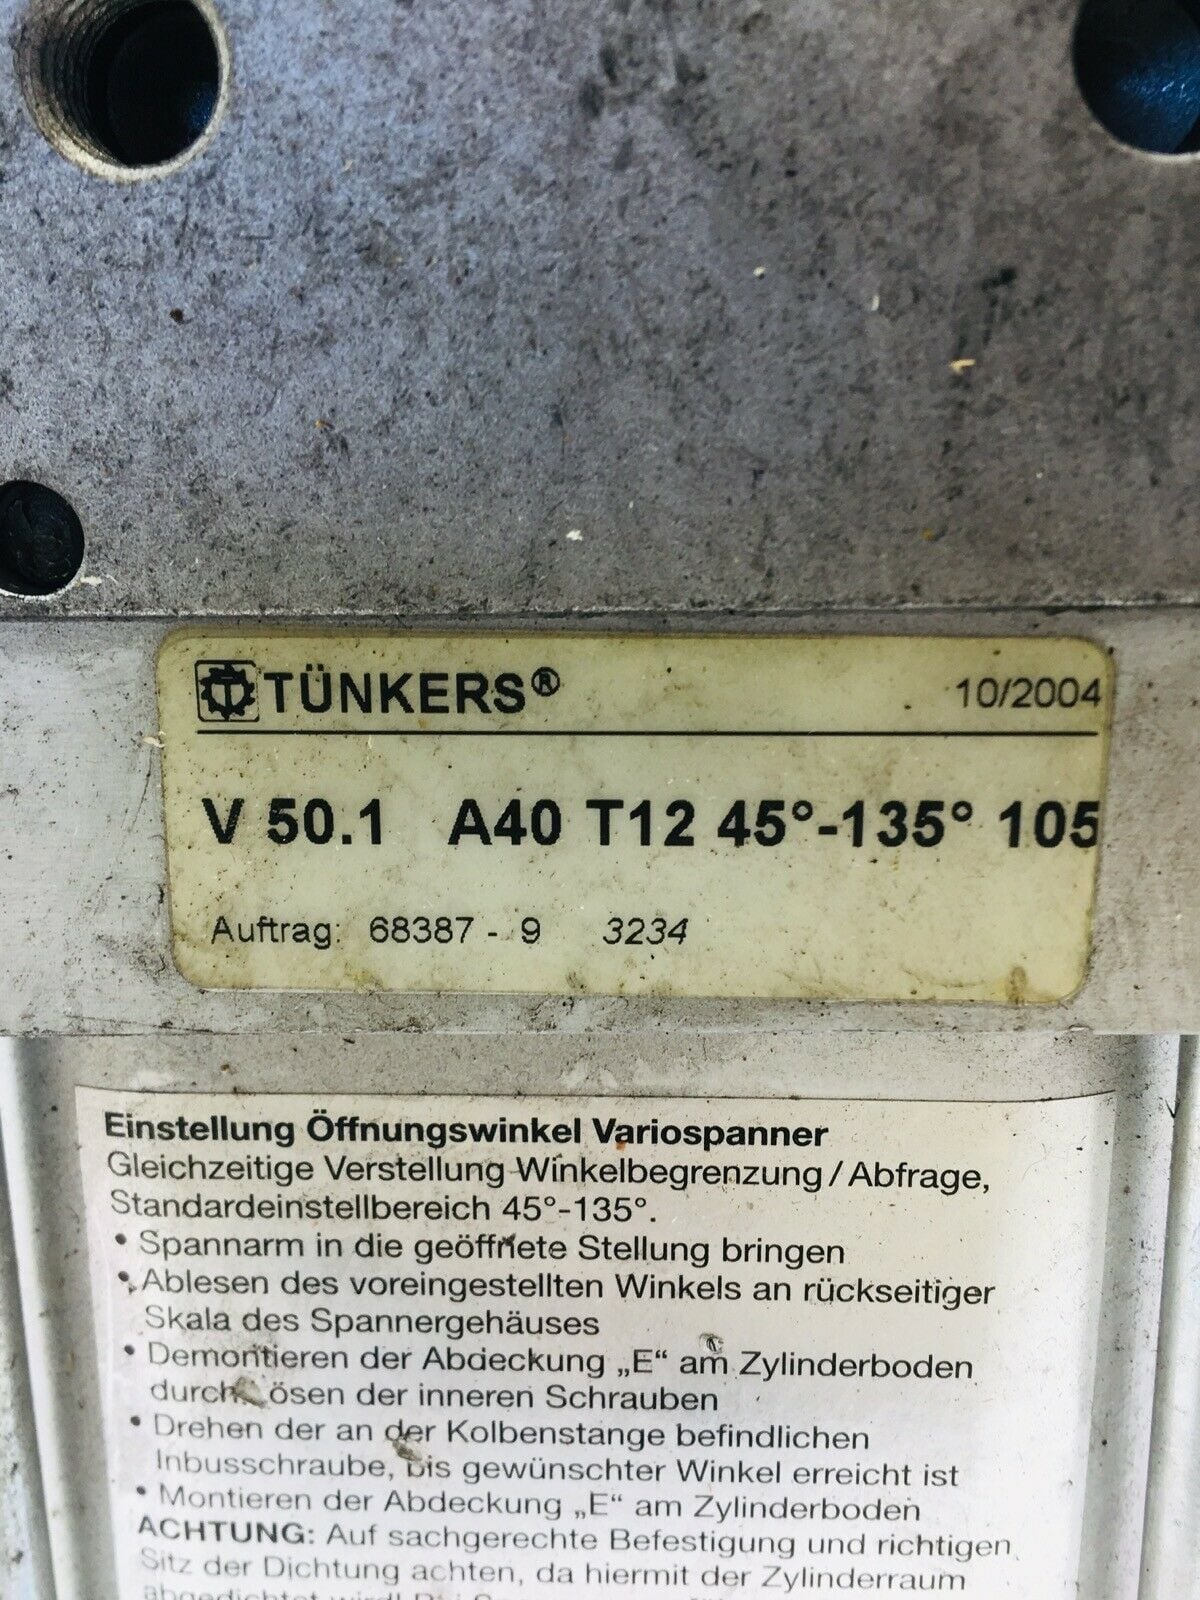 TÜNKERS® 10/2004
V 50.1 A40 T12 45°-135° 105
Auftrag: 68387 - 9 3234
Einstellung Öffnungswinkel Variospanner
Gleichzeitige Verstellung Winkelbegrenzung / Abfrage,
Standardeinstellbereich 45°-135°.
• Spannarm in die geöffnete Stellung bringen
• Ablesen des voreingestellten Winkels an rückseitiger
Skala des Spannergehäuses
• Demontieren der Abdeckung „E“ am Zylinderboden
durch Lösen der inneren Schrauben
• Drehen der an der Kolbenstange befindlichen
Inbusschraube, bis gewünschter Winkel erreicht ist
• Montieren der Abdeckung „E“ am Zylinderboden
ACHTUNG: Auf sachgerechte Befestigung und richtigen
Sitz der Dichtung achten, da hiermit der Zylinderraum
abgedichtet wird!